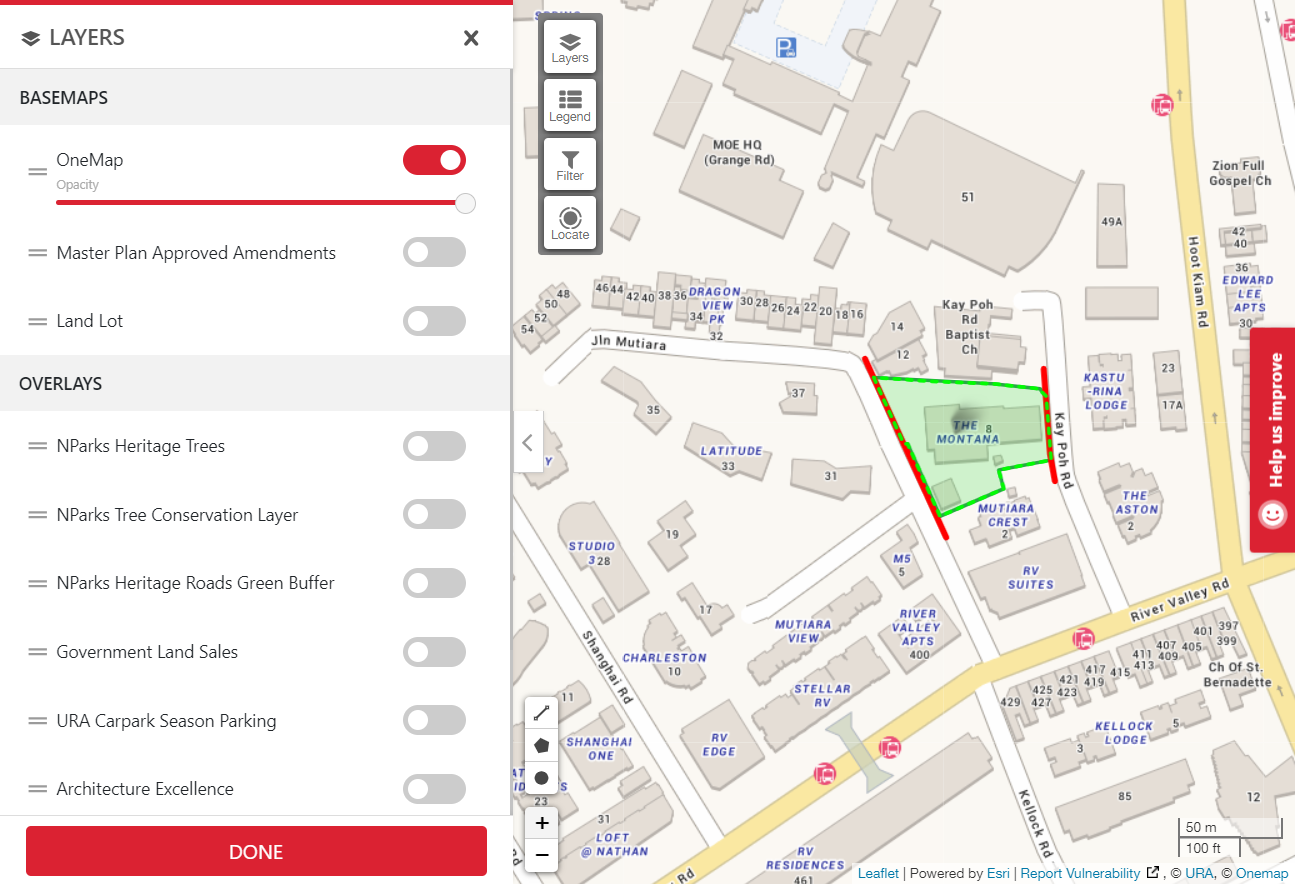 LAYERS
BASEMAPS
OneMap
Opacity
Master Plan Approved Amendments
Land Lot
OVERLAYS
NParks Heritage Trees
NParks Tree Conservation Layer
NParks Heritage Roads Green Buffer
Government Land Sales
URA Carpark Season Parking
Architecture Excellence
DONE
Layers
Legend
Filter
Locate
P
MOE HQ
(Grange Rd)
51
49A
Zion Full
Gospel Ch
42
40
36
EDWARD
LEE
APTS
30
Hoot Kiam Rd
48
50
52
54
46
44
42
40
38
36
DRAGON
VIEW
PK
34
32
30
28
26
24
22
20
18
16
14
12
Kay Poh
Rd
Baptist
Ch
Jln Mutiara
KASTU
-RINA
LODGE
23
17A
Help us improve
37
35
THE
MONTANA
8
Kay Poh Rd
LATITUDE
33
31
Y
THE
ASTON
2
MUTIARA
CREST
2
STUDIO
3
28
19
M5
5
RV
SUITES
River Valley Rd
17
MUTIARA
VIEW
RIVER
VALLEY
APTS
400
CHARLESTON
10
Shanghai Rd
STELLAR
RV
401
397
399
407
405
411
409
413
417
415
421
419
425
423
429
427
Ch Of St.
Bernadette
11
RV
EDGE
KELLOCK
LODGE
5
3
SHANGHAI
ONE
23
31
LOFT
@ NATHAN
85
12
Kellock Rd
RV
RESIDENCES
461
Rd
+
−
50 m
100 ft
Leaflet | Powered by Esri | Report Vulnerability , © URA, © Onemap